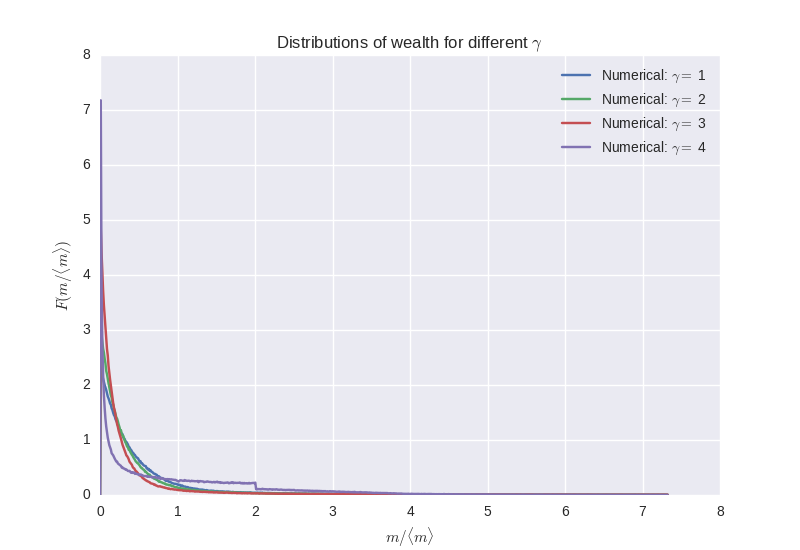 Distributions of wealth for different γ
8
7
6
5
4
3
2
1
0
F(m/⟨m⟩)
Numerical: γ = 1
Numerical: γ = 2
Numerical: γ = 3
Numerical: γ = 4
0 1 2 3 4 5 6 7 8
m/⟨m⟩